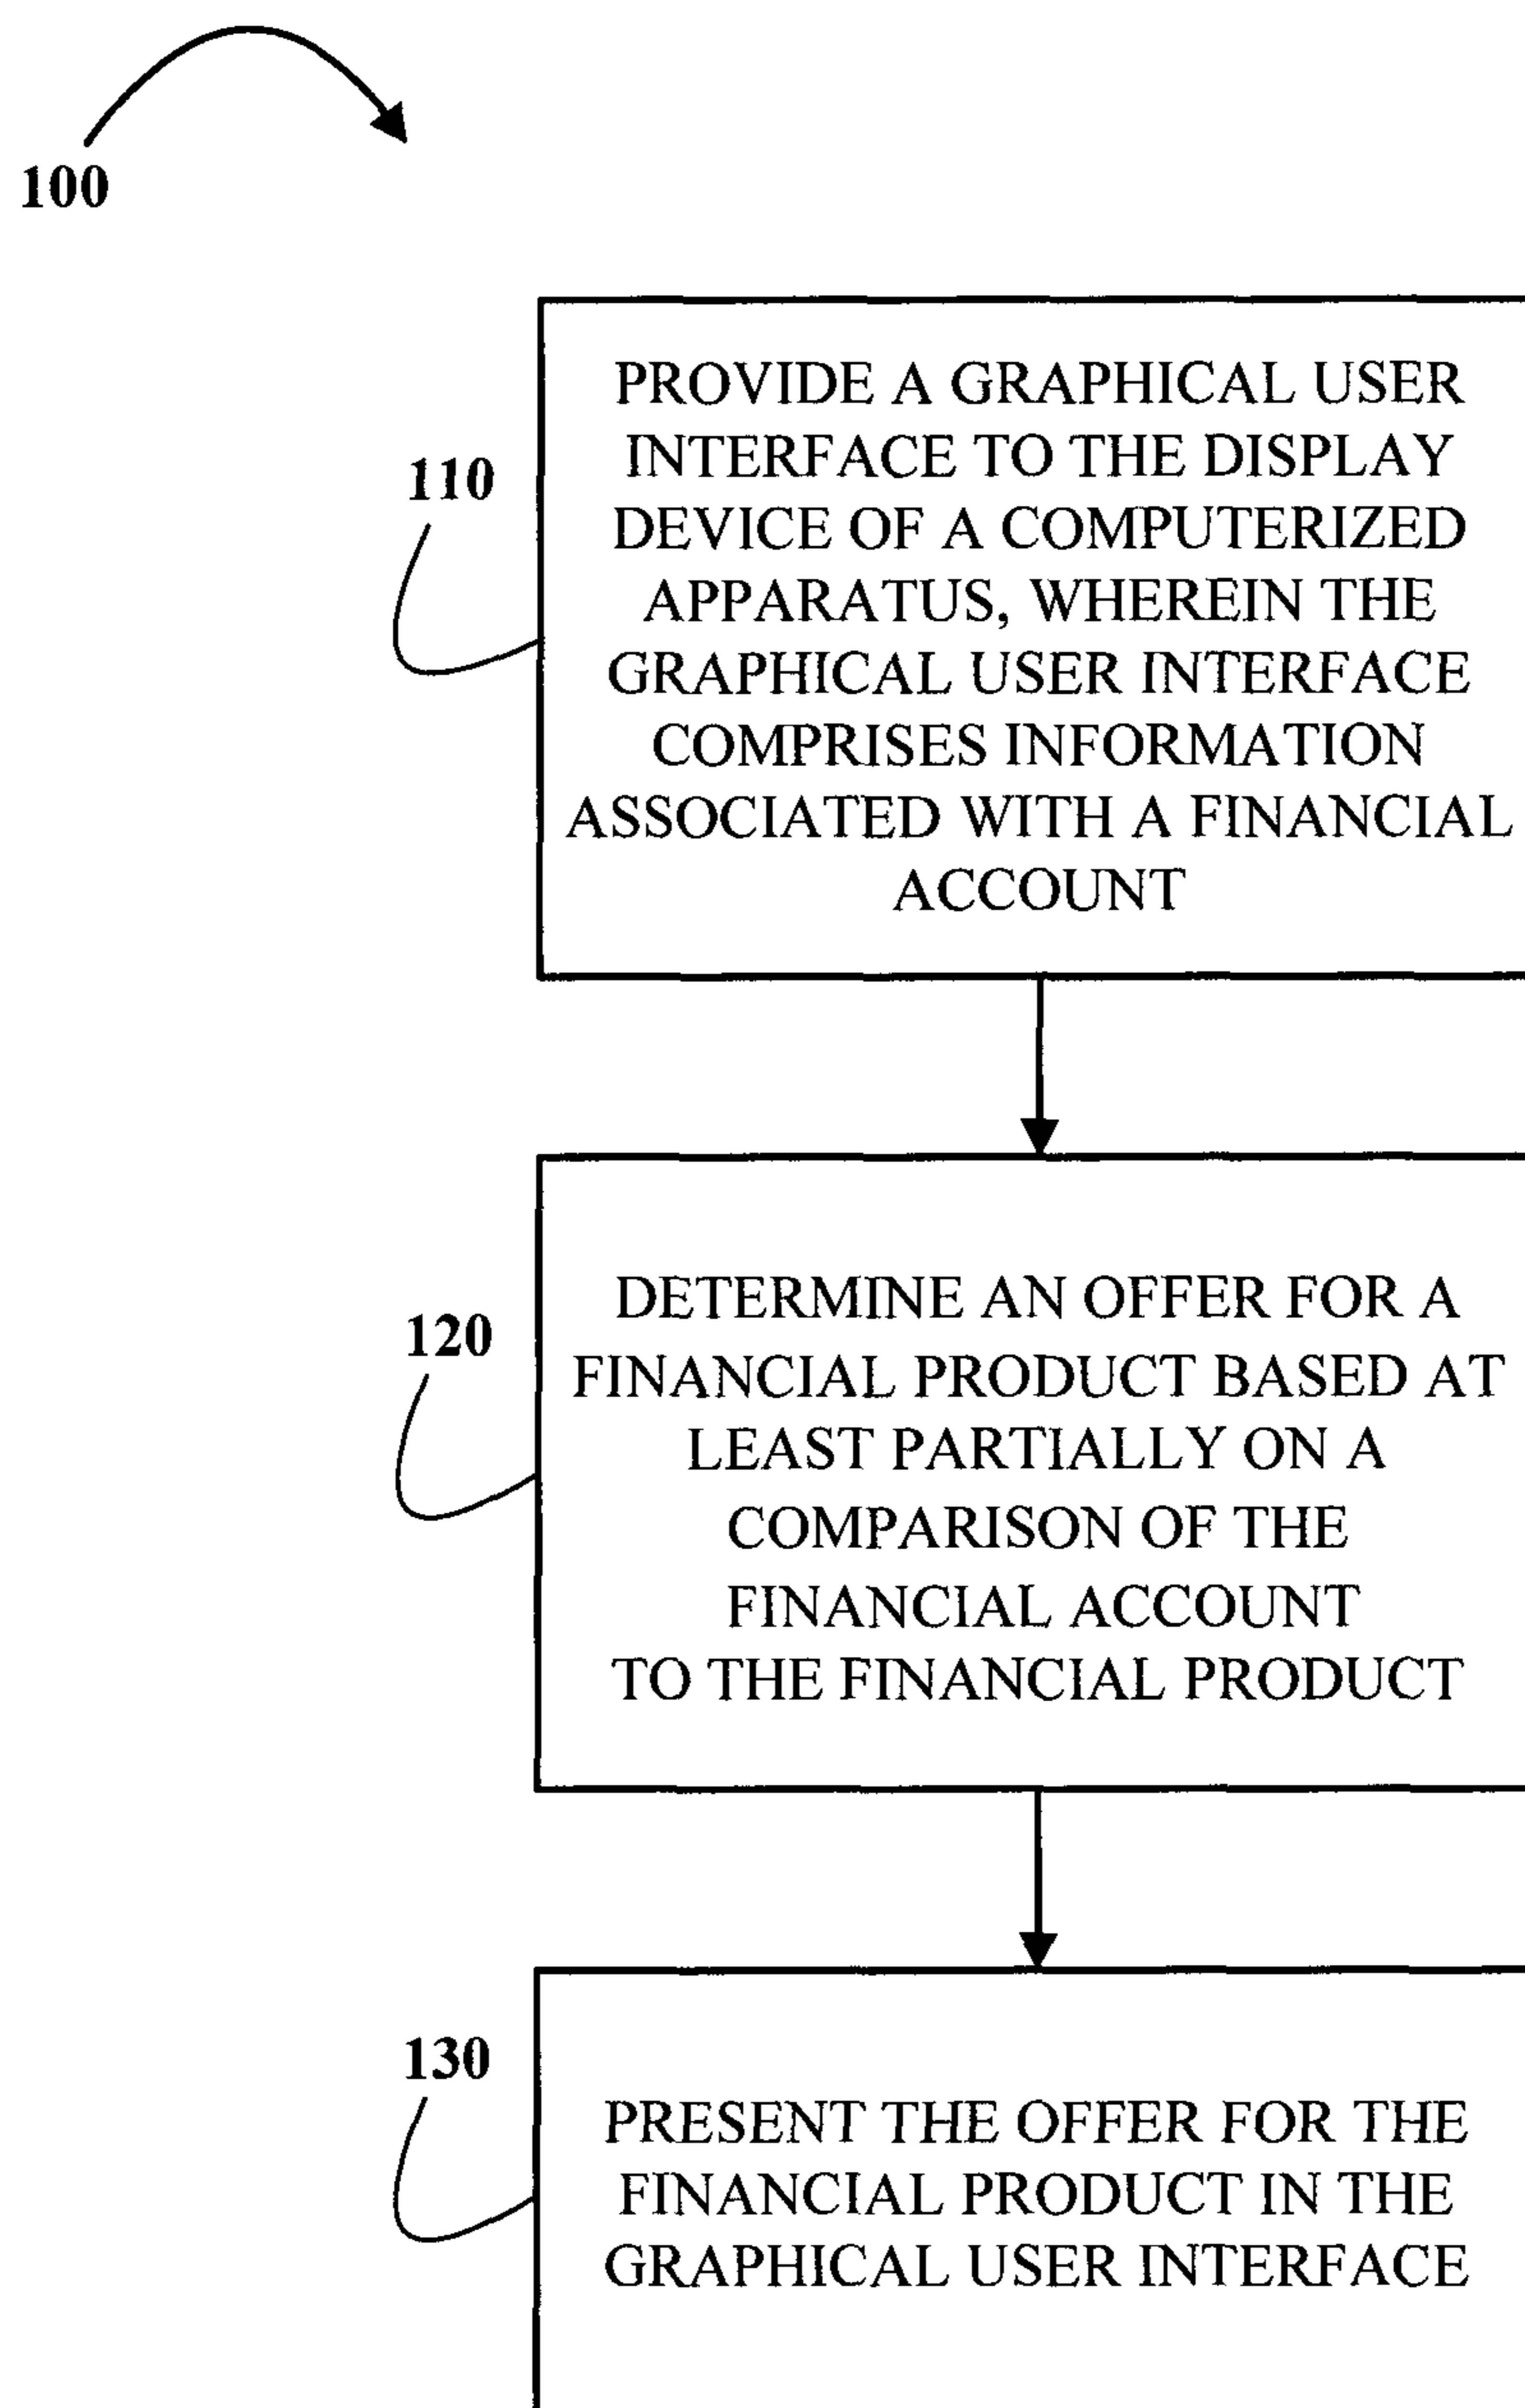 100
110
PROVIDE A GRAPHICAL USER
INTERFACE TO THE DISPLAY
DEVICE OF A COMPUTERIZED
APPARATUS, WHEREIN THE
GRAPHICAL USER INTERFACE
COMPRISES INFORMATION
ASSOCIATED WITH A FINANCIAL
ACCOUNT
120
DETERMINE AN OFFER FOR A
FINANCIAL PRODUCT BASED AT
LEAST PARTIALLY ON A
COMPARISON OF THE
FINANCIAL ACCOUNT
TO THE FINANCIAL PRODUCT
130
PRESENT THE OFFER FOR THE
FINANCIAL PRODUCT IN THE
GRAPHICAL USER INTERFACE